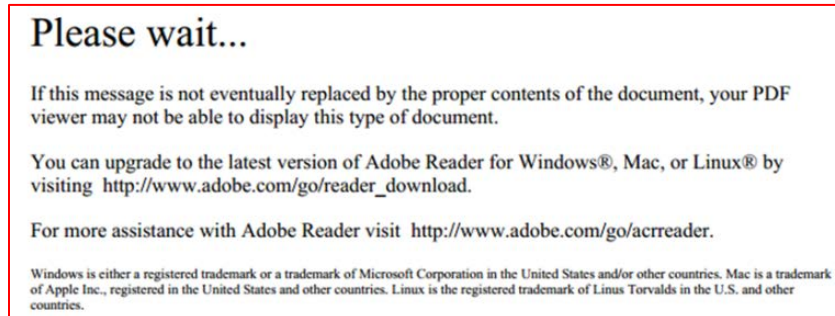 Please wait...
If this message is not eventually replaced by the proper contents of the document, your PDF
viewer may not be able to display this type of document.
You can upgrade to the latest version of Adobe Reader for Windows®, Mac, or Linux® by
visiting  http://www.adobe.com/go/reader_download.
For more assistance with Adobe Reader visit  http://www.adobe.com/go/acrreader.
Windows is either a registered trademark or a trademark of Microsoft Corporation in the United States and/or other countries. Mac is a trademark
of Apple Inc., registered in the United States and other countries. Linux is the registered trademark of Linus Torvalds in the U.S. and other
countries.